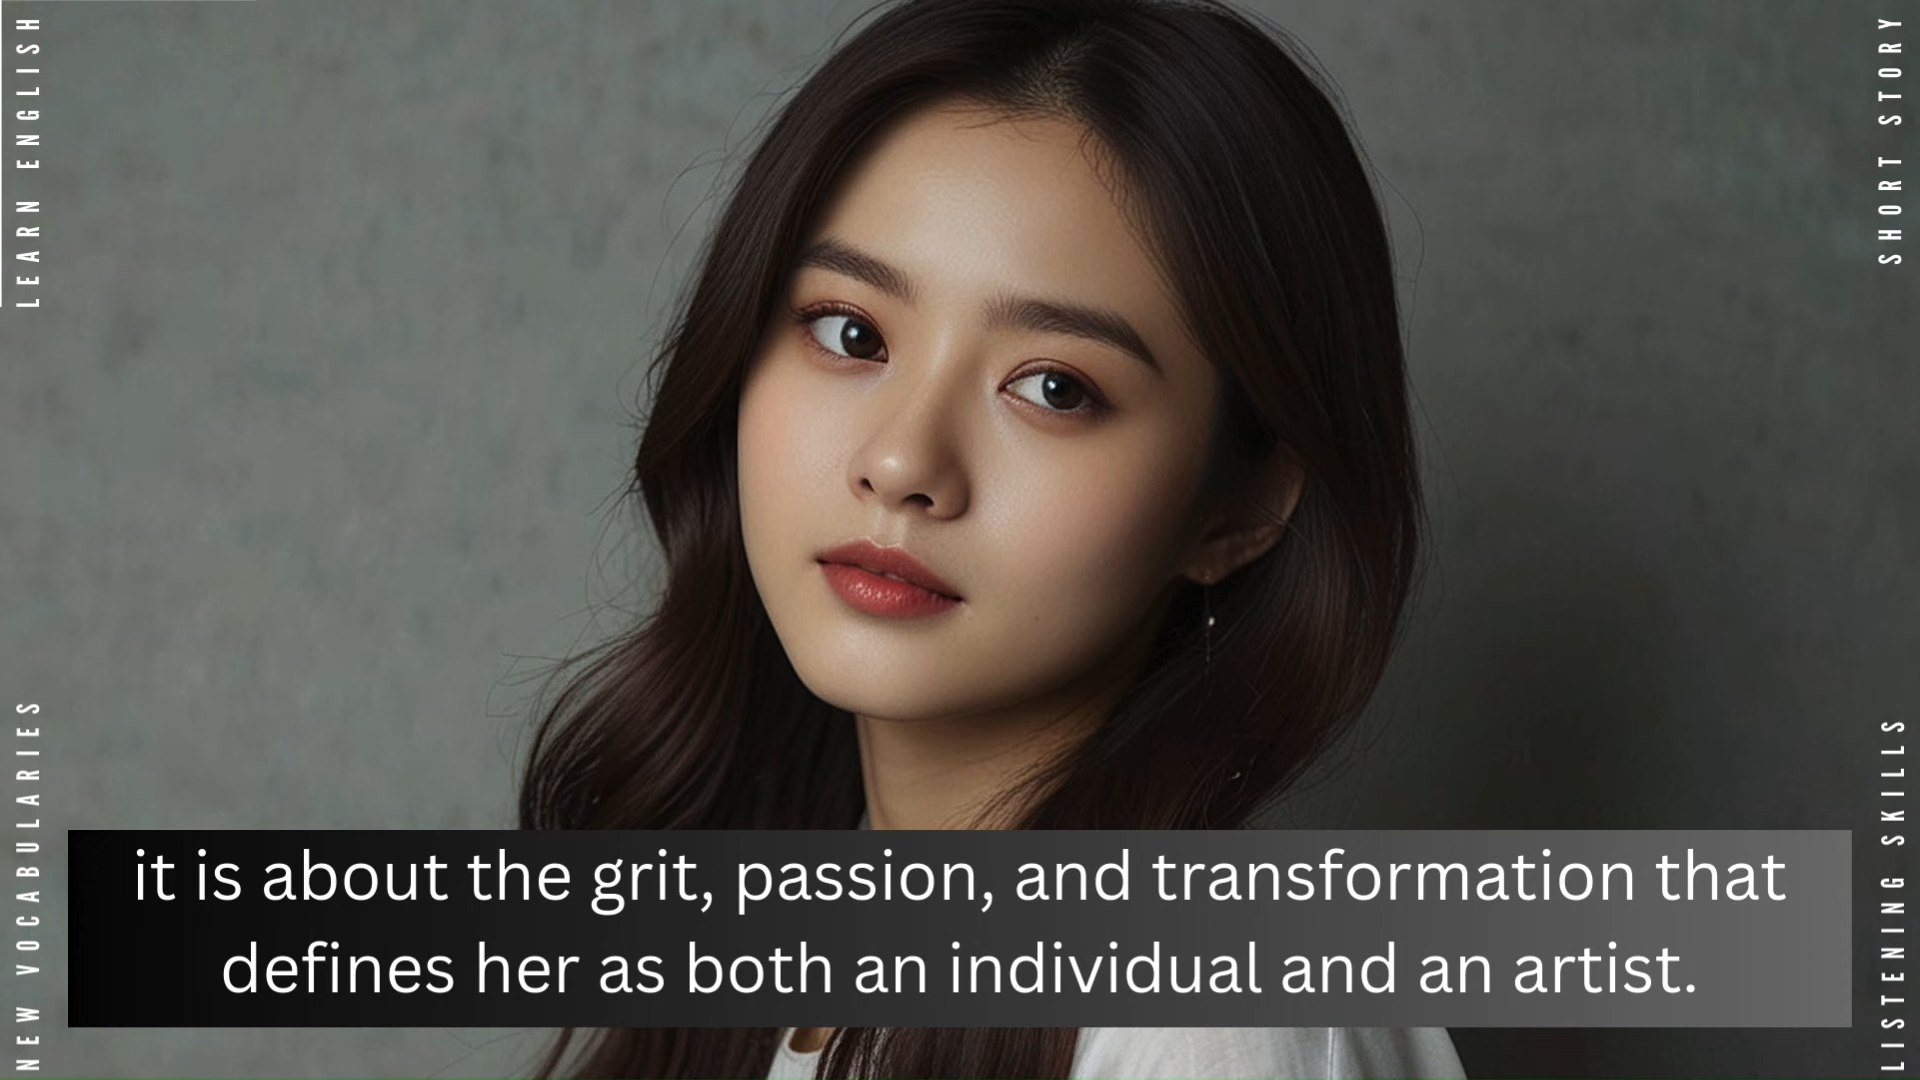 LEARN ENGLISH
SHORT STORY
NEW VOCABULARIES
LISTENING SKILLS
it is about the grit, passion, and transformation that
defines her as both an individual and an artist.